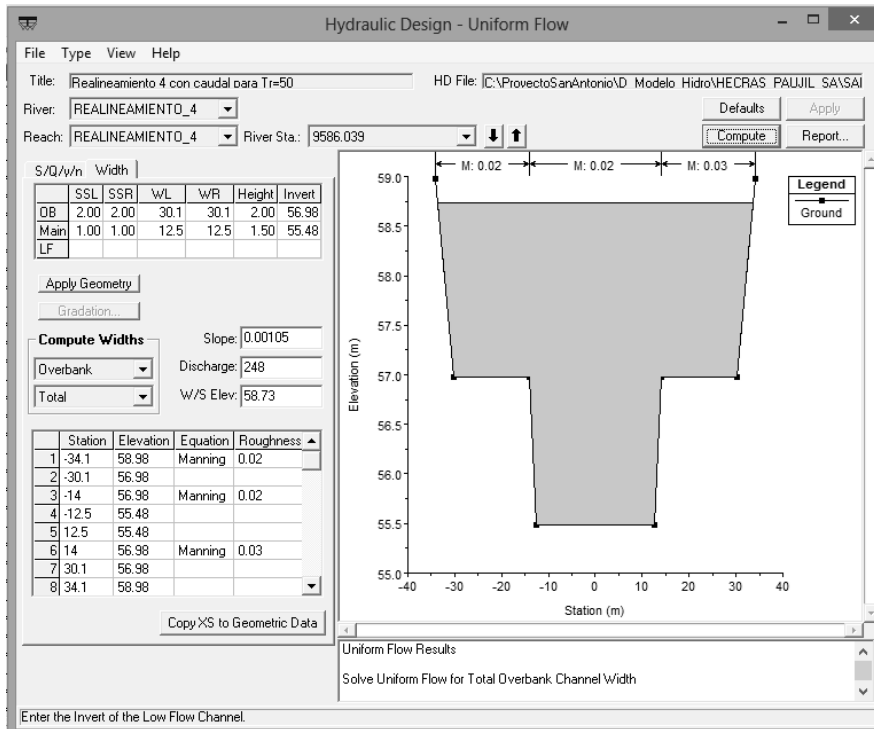 Hydraulic Design - Uniform Flow
File Type View Help
Title: Realineamiento 4 con caudal para Tr=50 HD File: C:\ProyectoSanAntonio\D_Modelo_Hidro\HECRAS_PAUJIL_SA\SAI
River: REALINEAMIENTO_4 Defaults Apply
Reach: REALINEAMIENTO_4 River Sta.: 9586.039 Compute Report...
S/Q/y/n Width
SSL SSR WL WR Height Invert
OB 2.00 2.00 30.1 30.1 2.00 56.98
Main 1.00 1.00 12.5 12.5 1.50 55.48
LF
Apply Geometry
Gradation...
Compute Widths
Overbank
Total
Slope: 0.00105
Discharge: 248
W/S Elev: 58.73
Station Elevation Equation Roughness
1 -34.1 58.98 Manning 0.02
2 -30.1 56.98
3 -14 56.98 Manning 0.02
4 -12.5 55.48
5 12.5 55.48
6 14 56.98 Manning 0.03
7 30.1 56.98
8 34.1 58.98
Copy XS to Geometric Data
M: 0.02 M: 0.02 M: 0.03
Legend
Ground
59.0
58.5
58.0
57.5
57.0
56.5
56.0
55.5
55.0
Elevation (m)
-40 -30 -20 -10 0 10 20 30 40
Station (m)
Uniform Flow Results
Solve Uniform Flow for Total Overbank Channel Width
Enter the Invert of the Low Flow Channel.